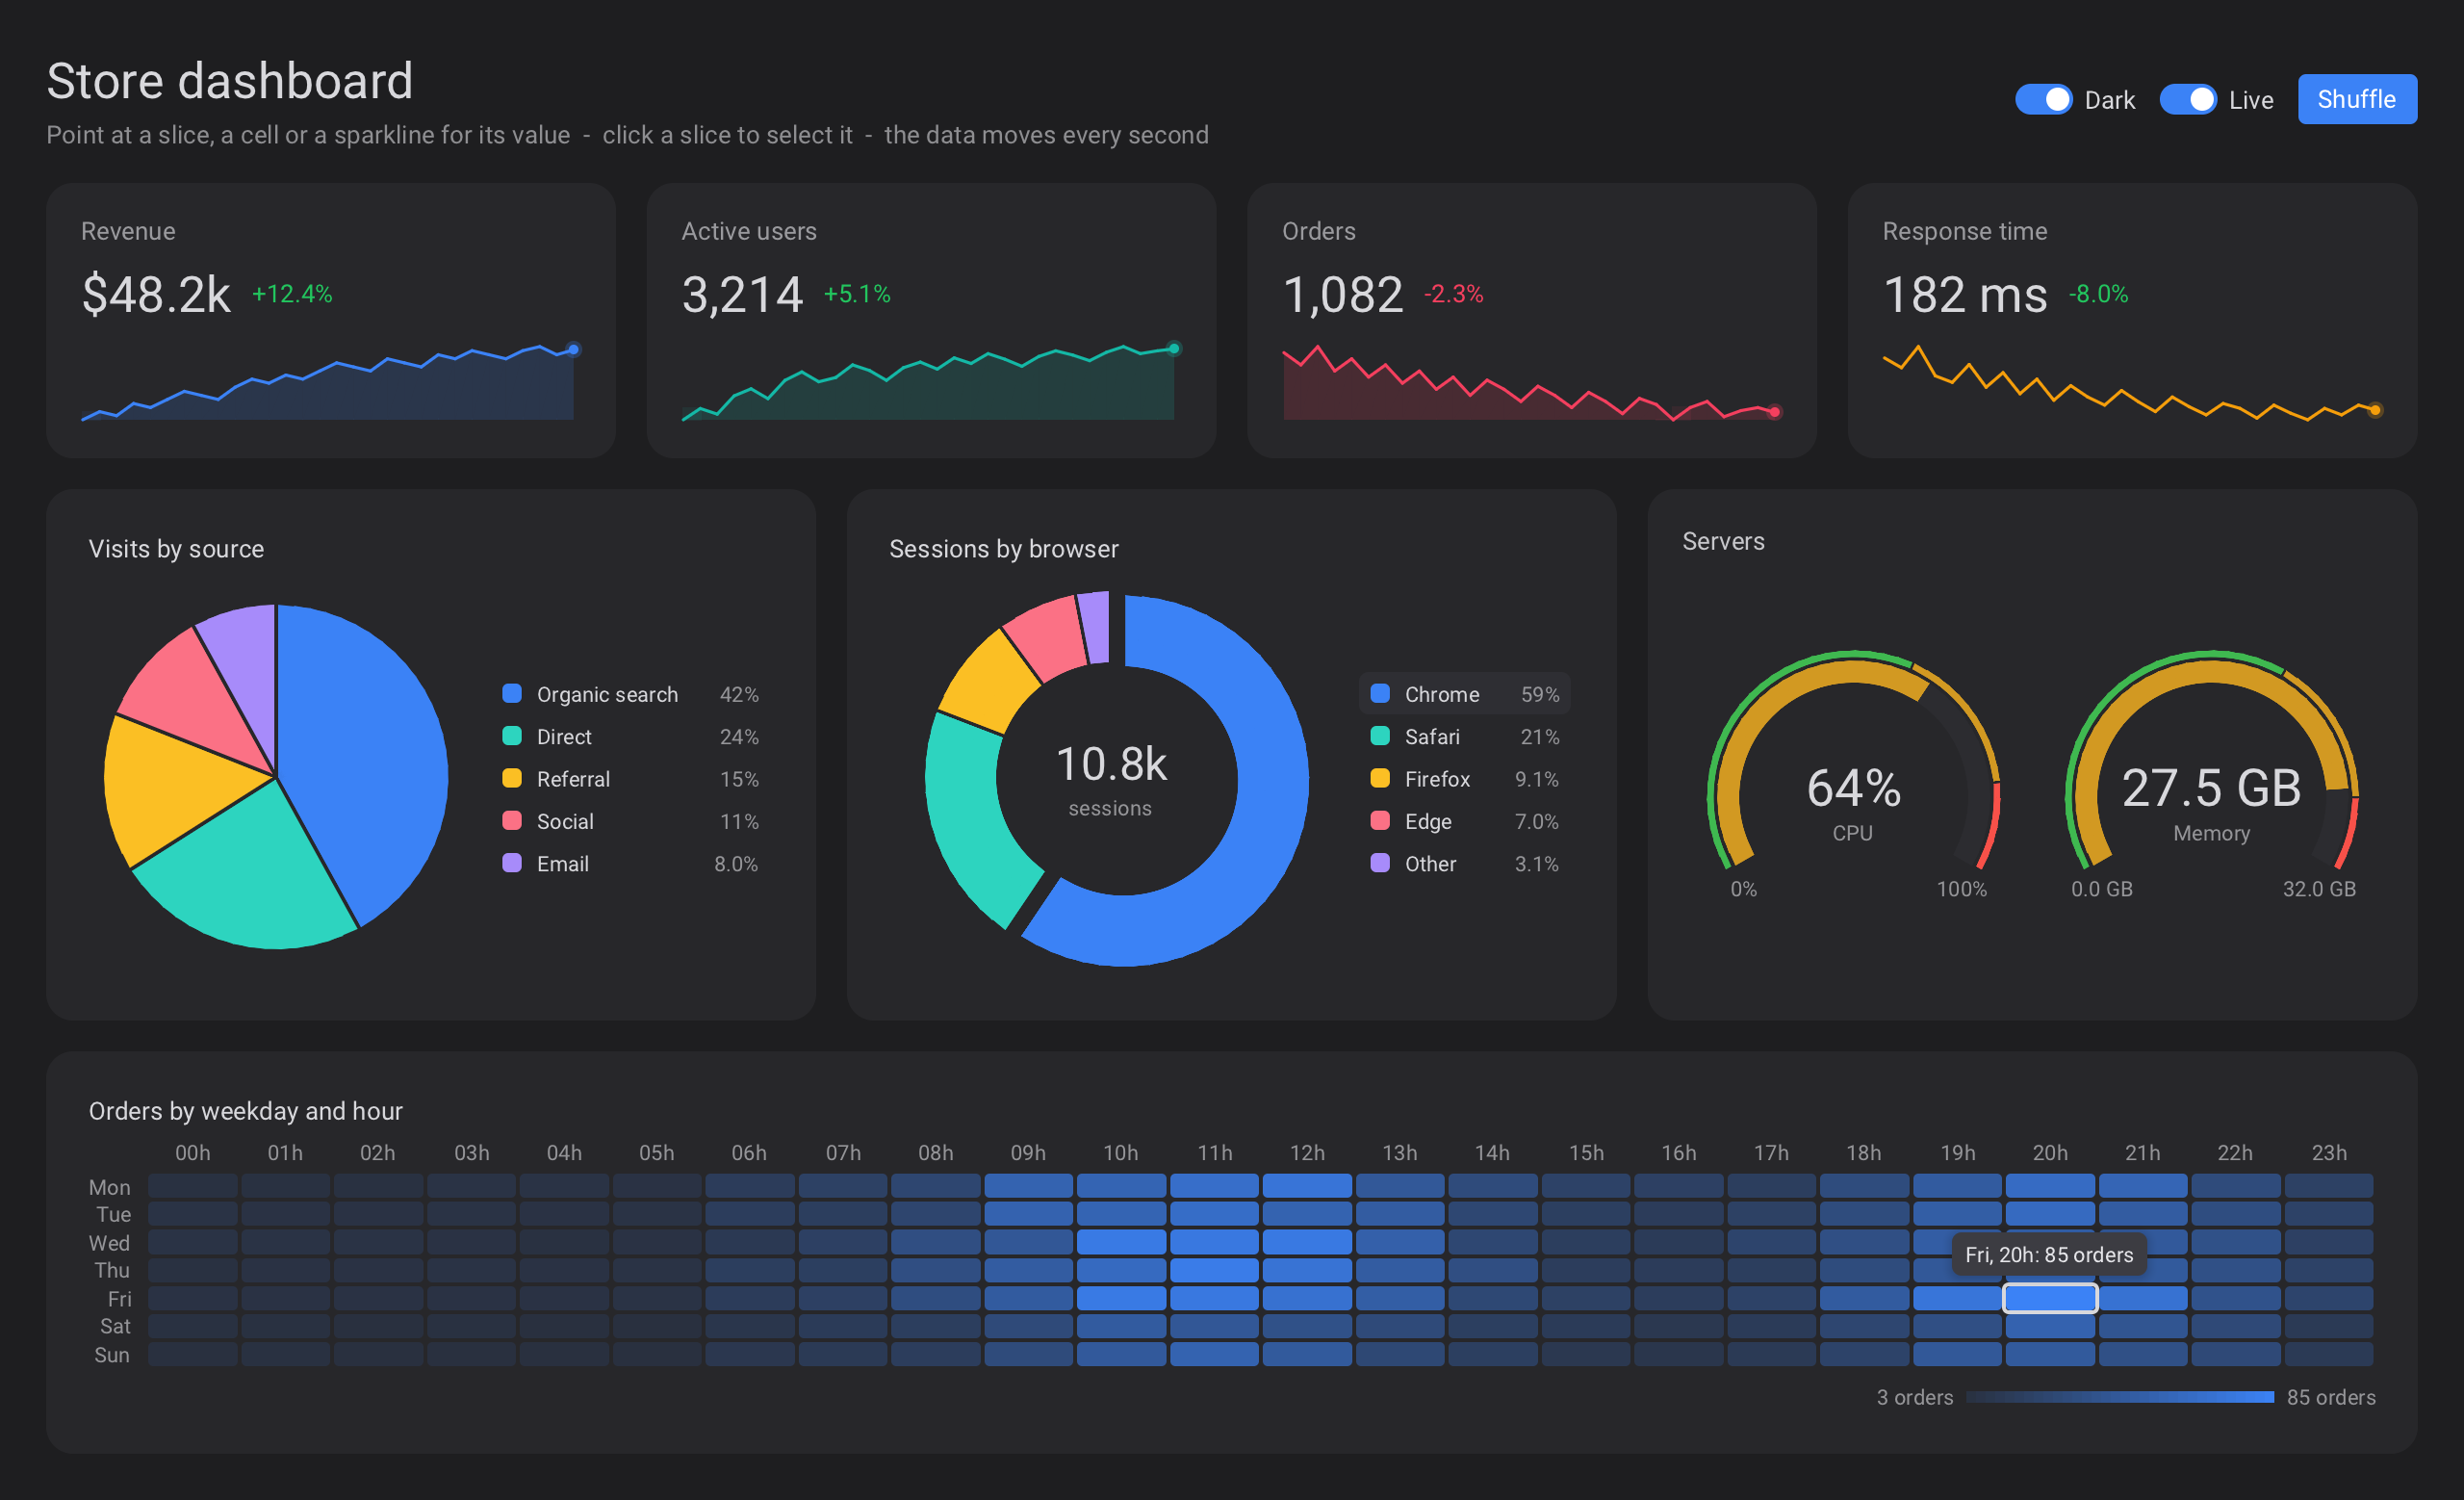 Store dashboard
Point at a slice, a cell or a sparkline for its value - click a slice to select it - the data moves every second
Dark
Live
Shuffle
Revenue
$48.2k +12.4%
Active users
3,214 +5.1%
Orders
1,082 -2.3%
Response time
182 ms -8.0%
Visits by source
Organic search 42%
Direct 24%
Referral 15%
Social 11%
Email 8.0%
Sessions by browser
10.8k
sessions
Chrome 59%
Safari 21%
Firefox 9.1%
Edge 7.0%
Other 3.1%
Servers
64%
CPU
0% 100%
27.5 GB
Memory
0.0 GB 32.0 GB
Orders by weekday and hour
00h 01h 02h 03h 04h 05h 06h 07h 08h 09h 10h 11h 12h 13h 14h 15h 16h 17h 18h 19h 20h 21h 22h 23h
Mon
Tue
Wed
Fri, 20h: 85 orders
Thu
Fri
Sat
Sun
3 orders 85 orders